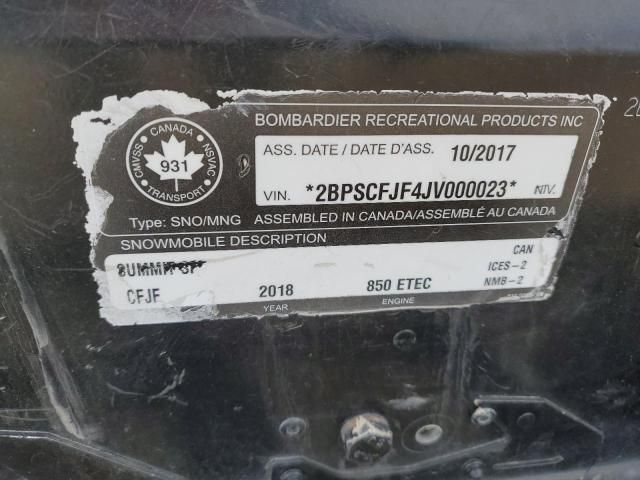 BOMBARDIER RECREATIONAL PRODUCTS INC
CANADA
CMVSS
NSVAC
931
TRANSPORT
ASS. DATE / DATE D'ASS. 10/2017
VIN. *2BPSCFJF4JV000023* NIV.
Type: SNO/MNG ASSEMBLED IN CANADA/ASSEMBLÉ AU CANADA
SNOWMOBILE DESCRIPTION
SUMMIT SP CAN
ICES-2
CFJF 2018 850 ETEC NMB-2
YEAR ENGINE